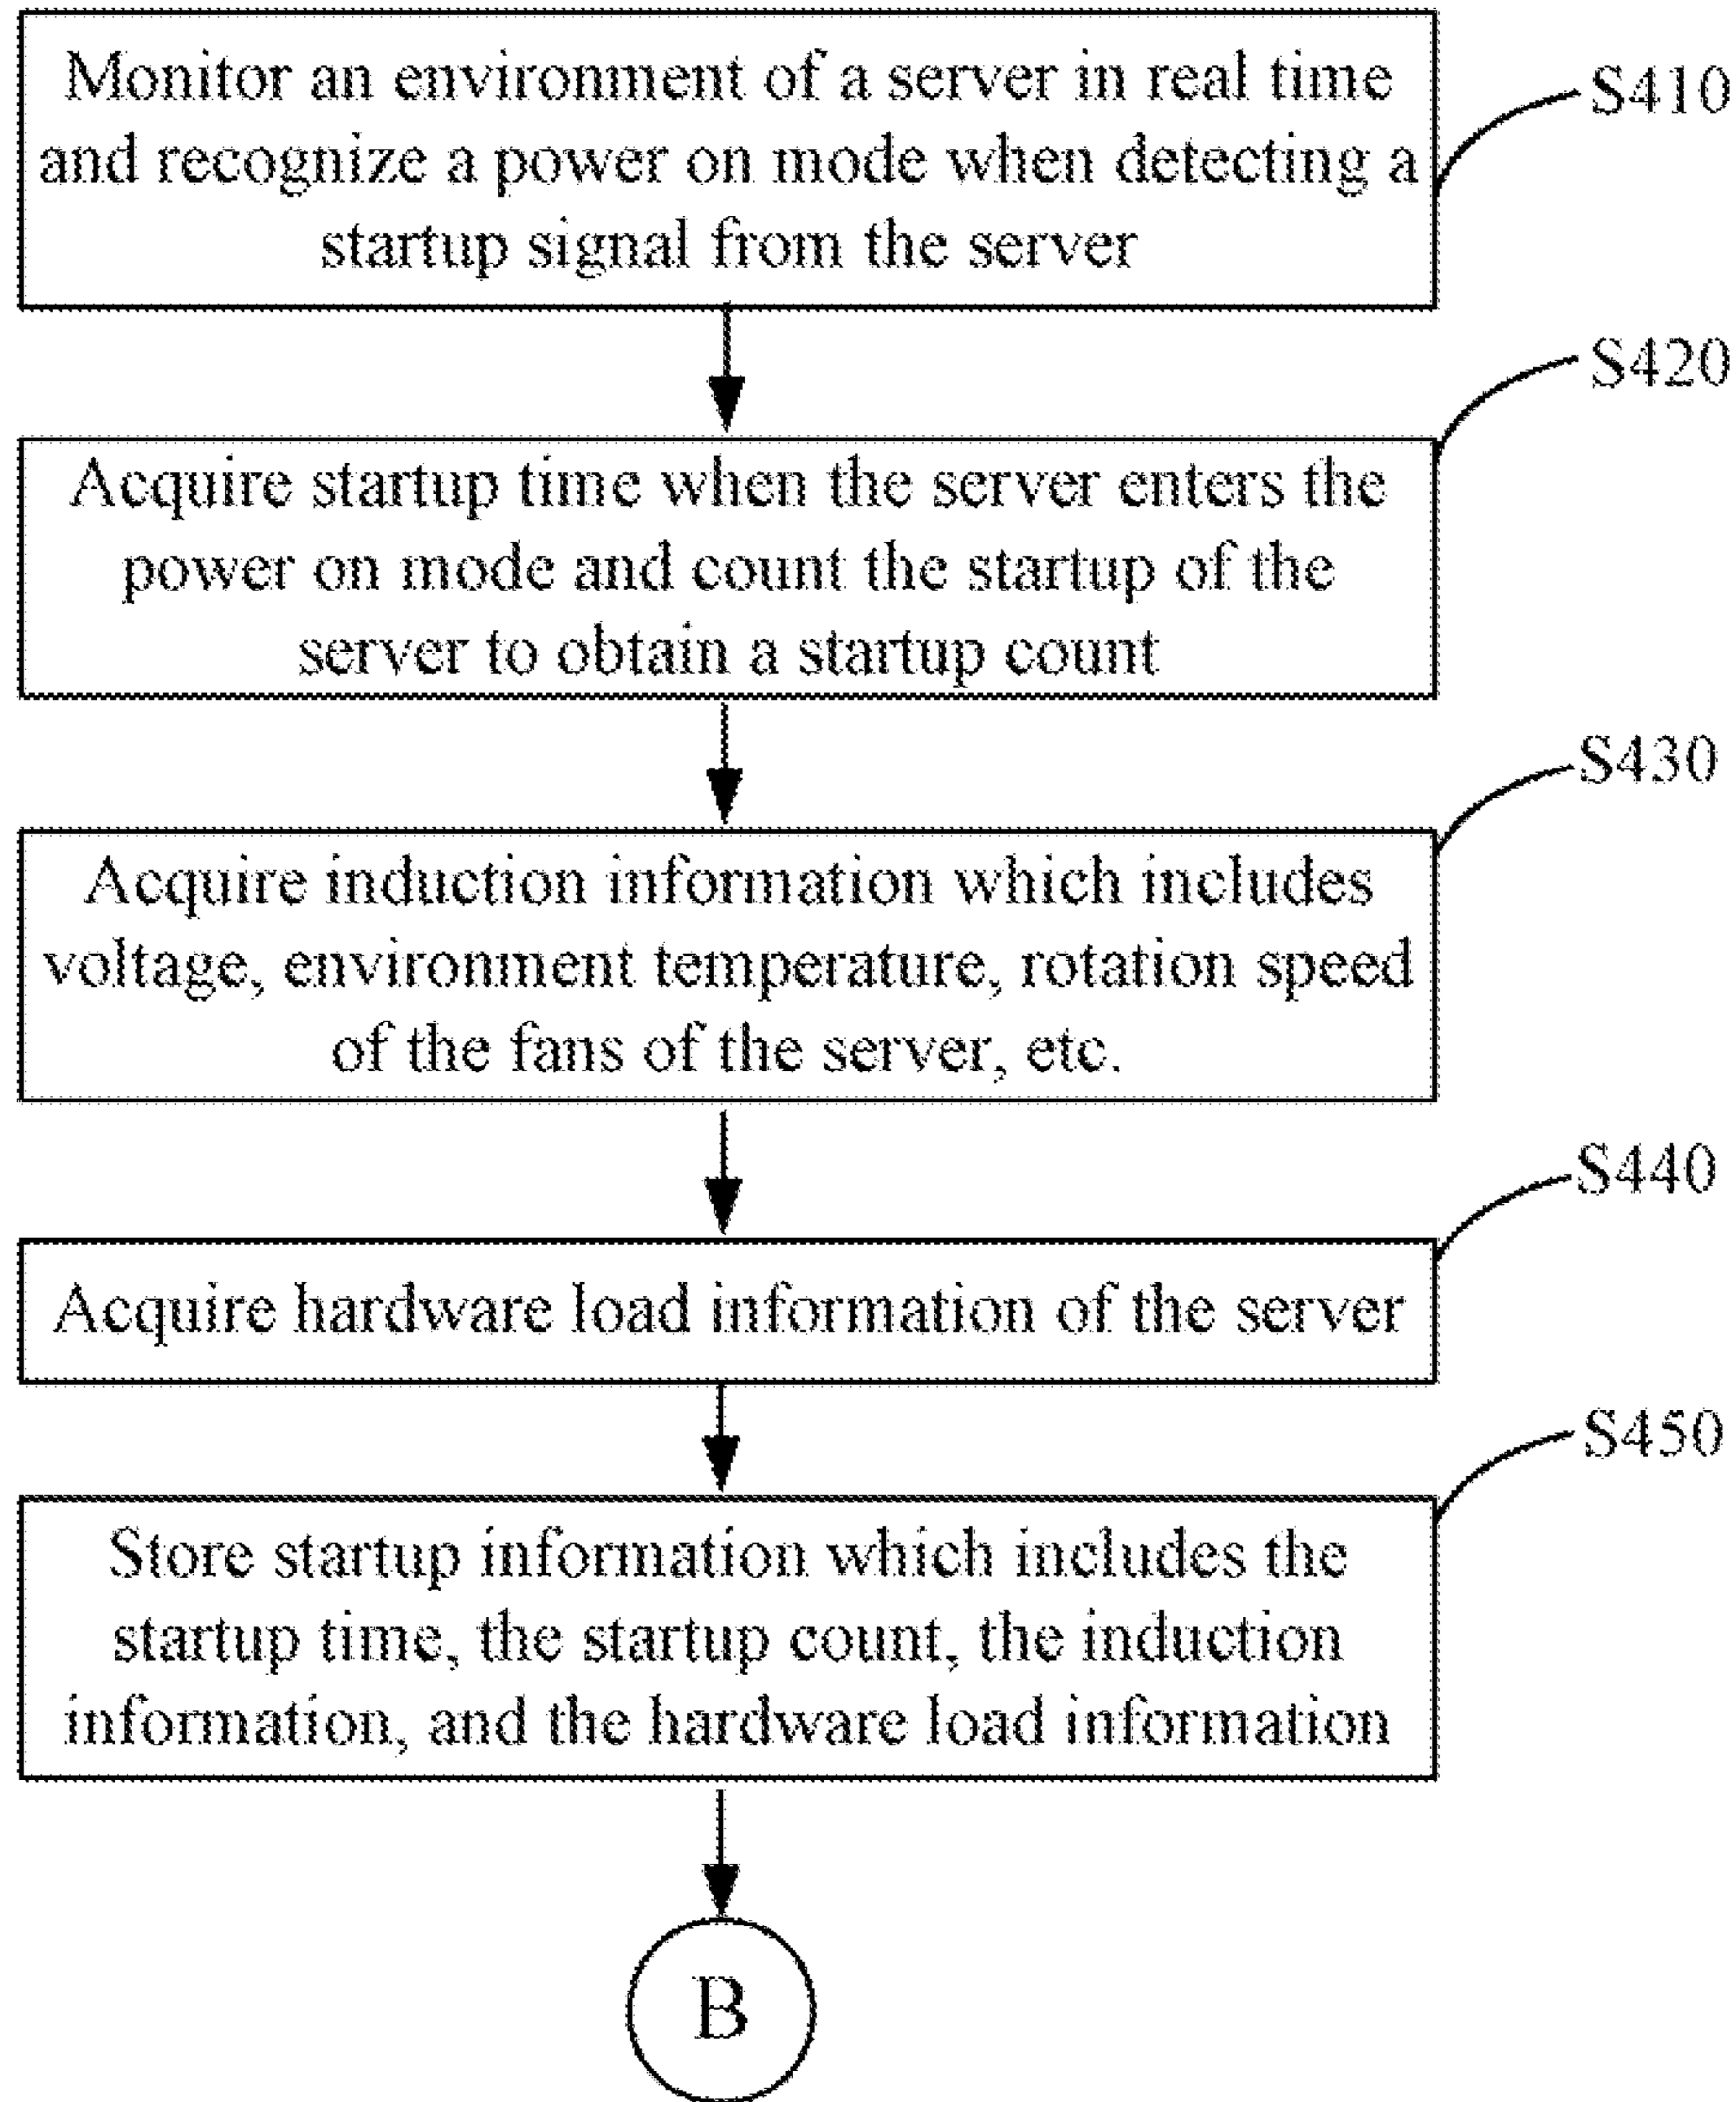 Monitor an environment of a server in real time
and recognize a power on mode when detecting a
startup signal from the server
S410
Acquire startup time when the server enters the
power on mode and count the startup of the
server to obtain a startup count
S420
Acquire induction information which includes
voltage, environment temperature, rotation speed
of the fans of the server, etc.
S430
Acquire hardware load information of the server
S440
Store startup information which includes the
startup time, the startup count, the induction
information, and the hardware load information
S450
B